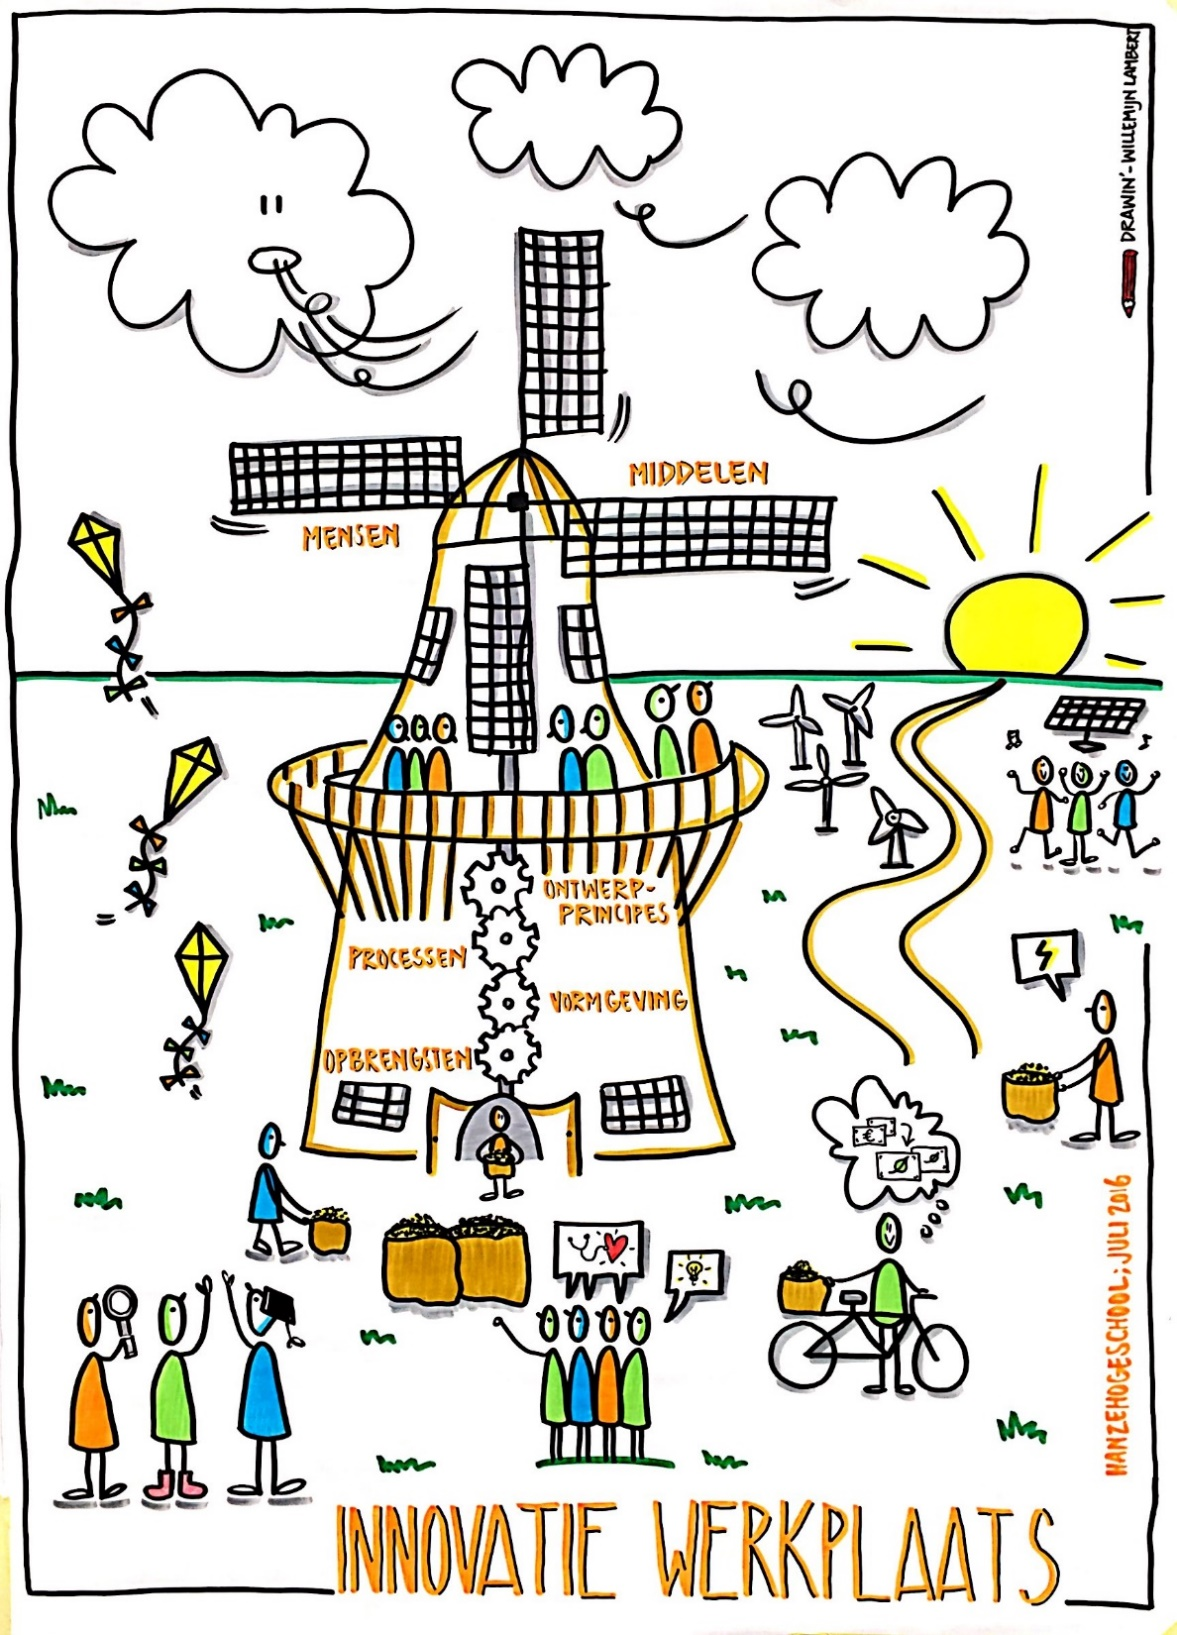 DRAWIN'-WILLEMIJN LAMBERT
MIDDELEN
MENSEN
ONTWERP-
PRINCIPES
PROCESSEN
VORMGEVING
OPBRENGSTEN
€
HANZEHOGESCHOOL; JULI 2016
INNOVATIE WERKPLAATS